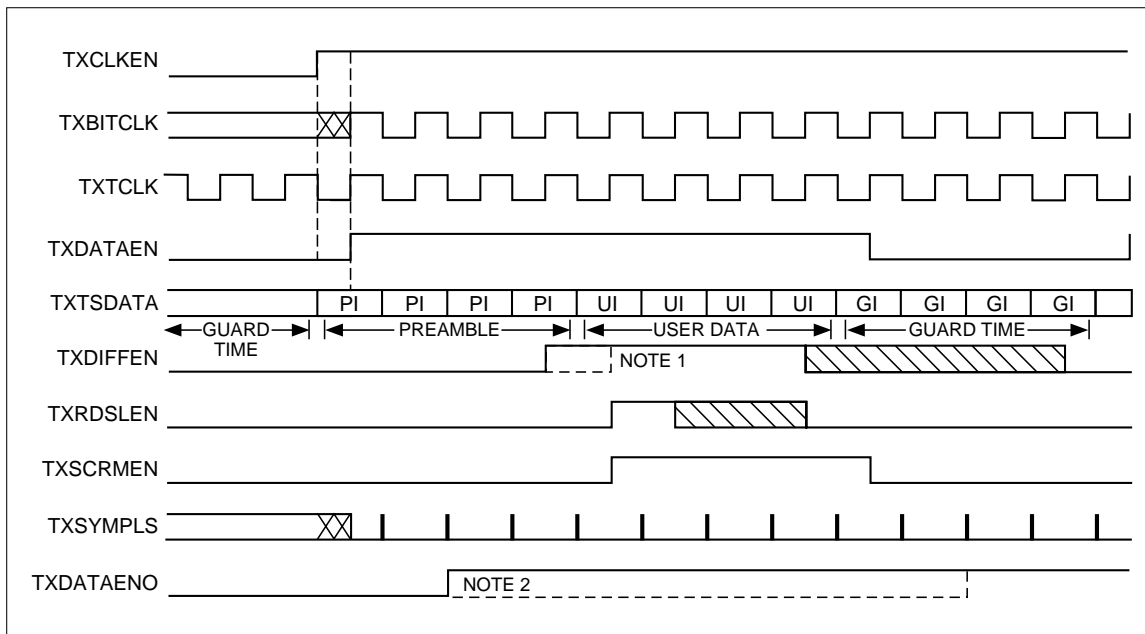 TXCLKEN
TXBITCLK
TXTCLK
TXDATAEN
TXTSDATA PI PI PI PI UI UI UI UI GI GI GI GI
GUARD TIME PREAMBLE USER DATA GUARD TIME
TXDIFFEN NOTE 1
TXRDSLEN
TXSCRMEN
TXSYMPLS
TXDATAENO NOTE 2